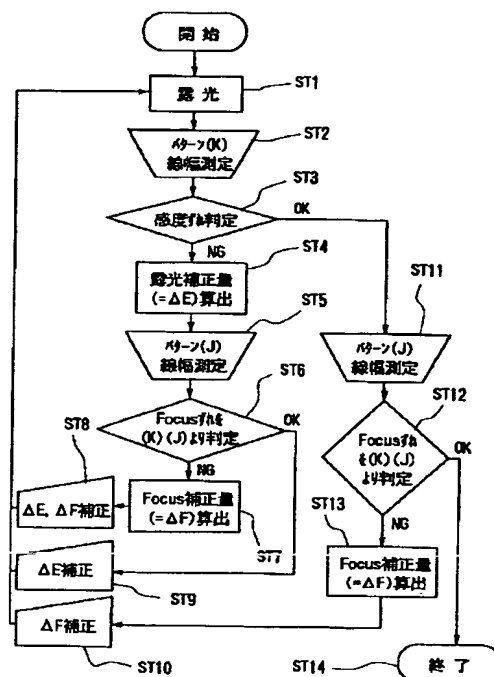 開始
ST1
露光
ST2
パターン(K)
線幅測定
ST3
感度ずれ判定
OK
NG
ST4
露光補正量
(=ΔE)算出
ST11
ST5
パターン(J)
線幅測定
パターン(J)
線幅測定
ST6
ST12
Focusずれを
(K)(J)
より判定
OK
Focusずれ
を(K)(J)
より判定
OK
ST8
NG
ΔE, ΔF補正
Focus補正量
(=ΔF)算出
ST7
ST13
NG
ΔE補正
ST9
Focus補正量
(=ΔF)算出
ΔF補正
ST10
ST14
終了